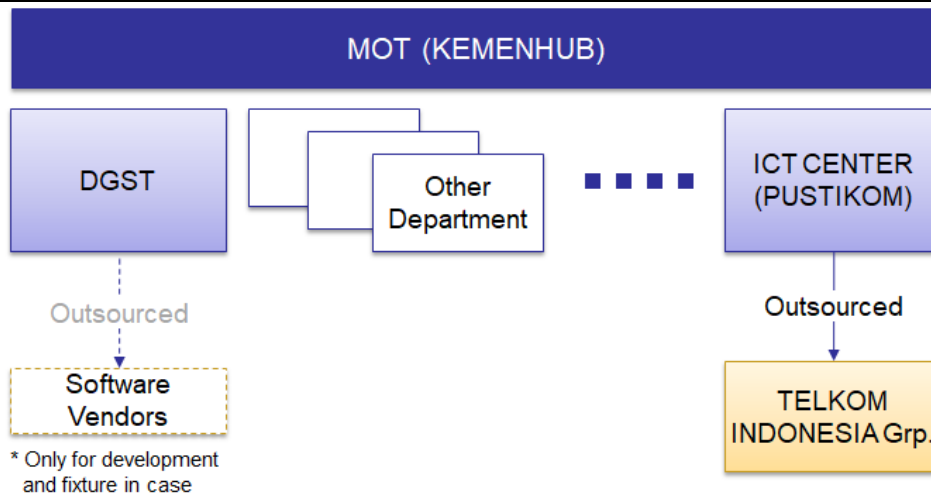 MOT (KEMENHUB)
DGST
Other
Department
ICT CENTER
(PUSTIKOM)
Outsourced
Outsourced
Software
Vendors
TELKOM
INDONESIA Grp.
* Only for development
and fixture in case